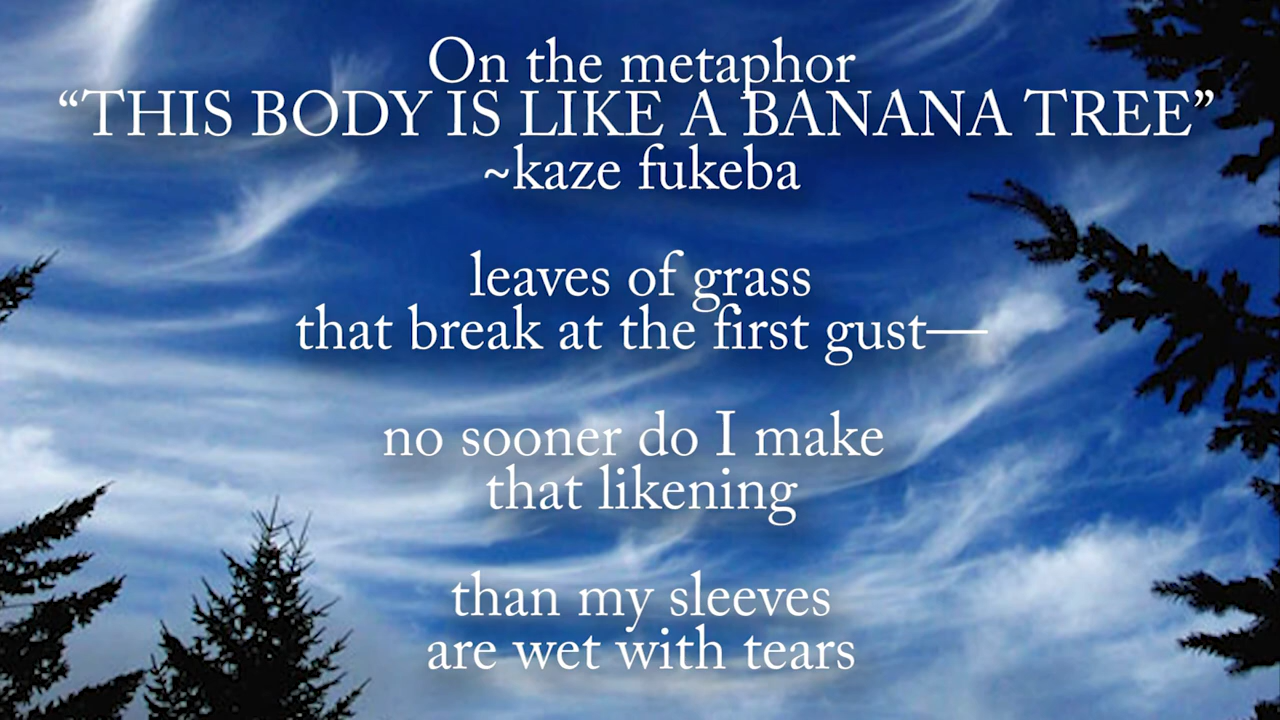 On the metaphor
“THIS BODY IS LIKE A BANANA TREE”
~kaze fukeba
leaves of grass
that break at the first gust—
no sooner do I make
that likening
than my sleeves
are wet with tears